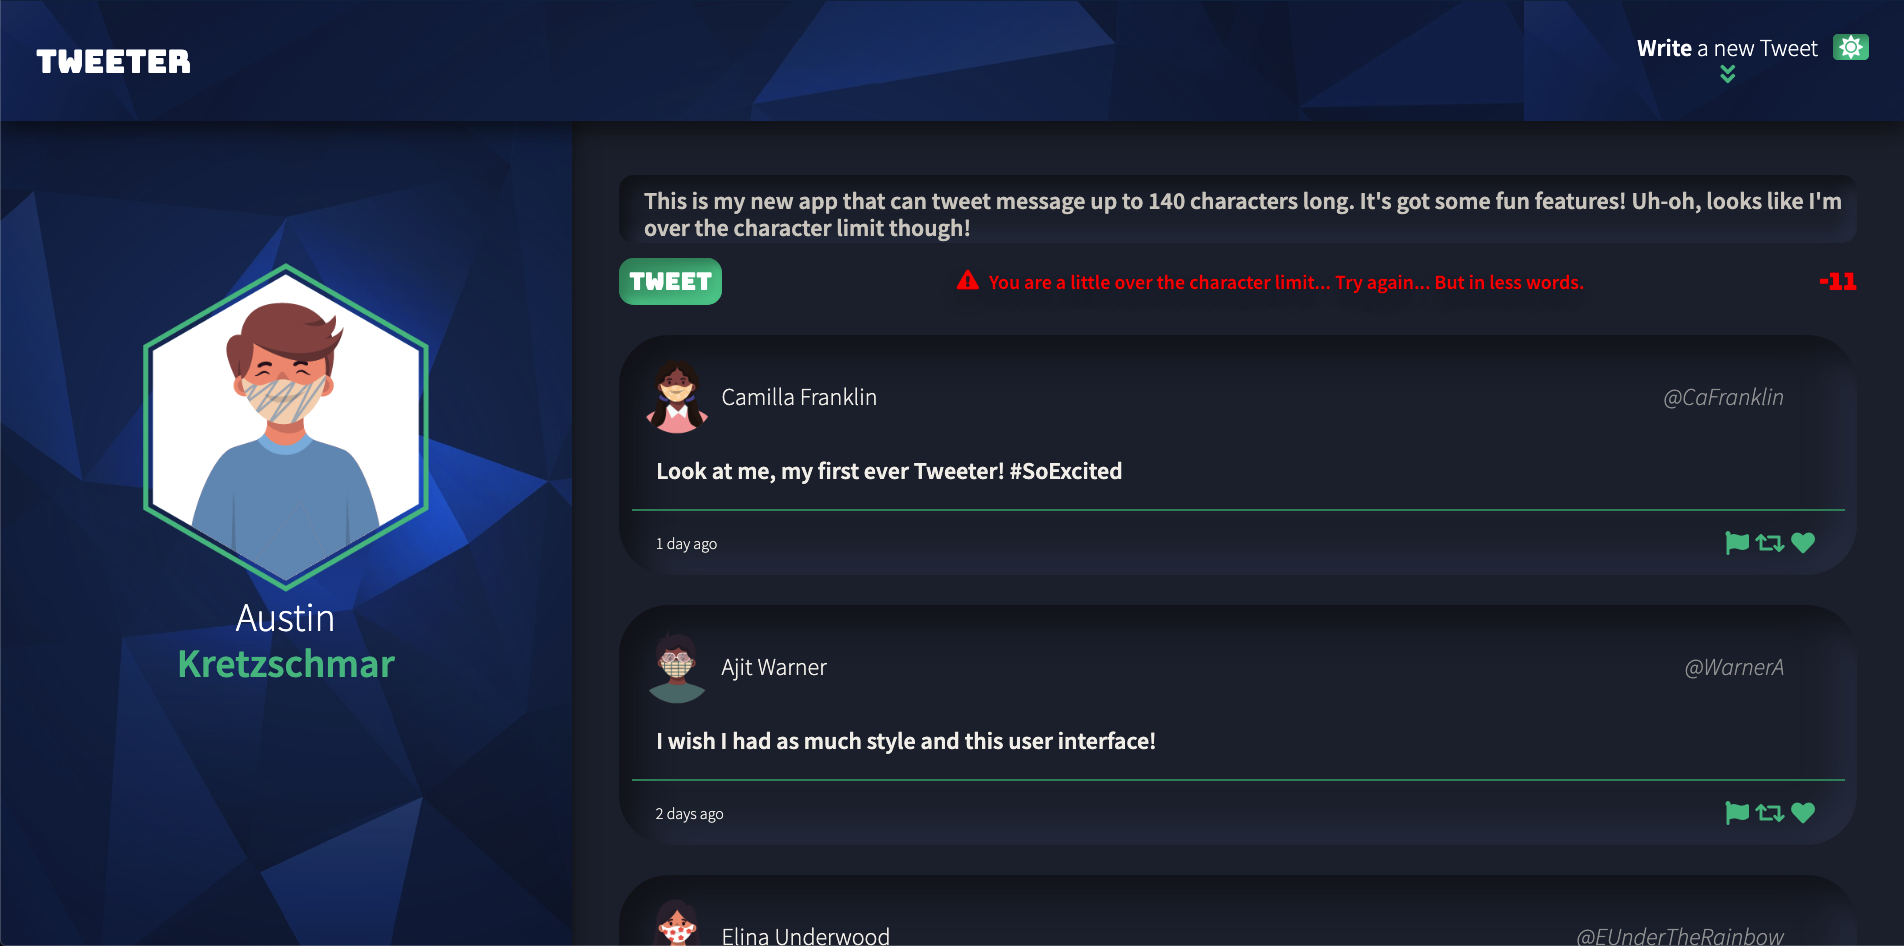 TWEETER
Write a new Tweet
This is my new app that can tweet message up to 140 characters long. It's got some fun features! Uh-oh, looks like I'm
over the character limit though!
TWEET
You are a little over the character limit... Try again... But in less words.
-11
Austin
Kretzschmar
Camilla Franklin
@CaFranklin
Look at me, my first ever Tweeter! #SoExcited
1 day ago
Ajit Warner
@WarnerA
I wish I had as much style and this user interface!
2 days ago
Elina Underwood
@EUnderTheRainbow